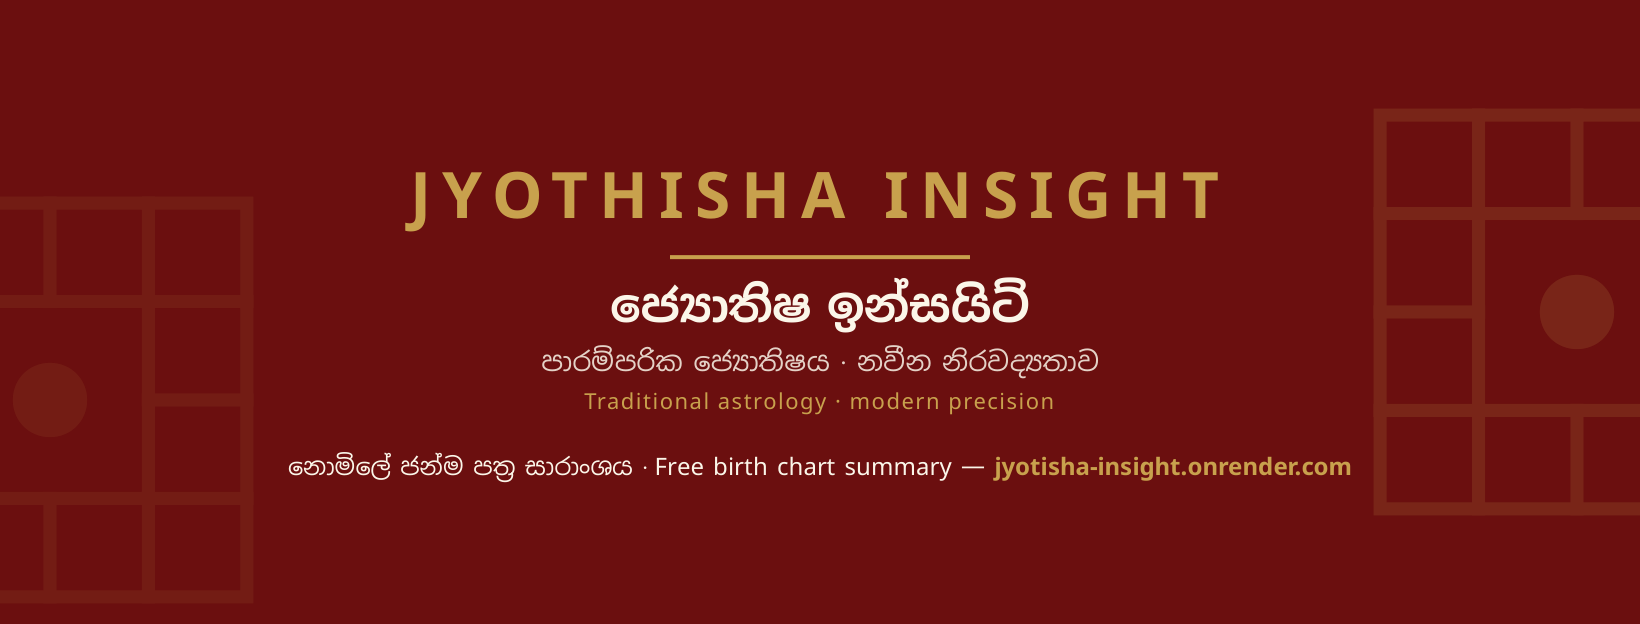 JYOTHISHA INSIGHT
ජ්‍යොතිෂ ඉන්සයිට්
පාරම්පරික ජ්‍යොතිෂය · නවීන නිරවද්‍යතාව
Traditional astrology · modern precision
නොමිලේ ජන්ම පත්‍ර සාරාංශය · Free birth chart summary — jyotisha-insight.onrender.com